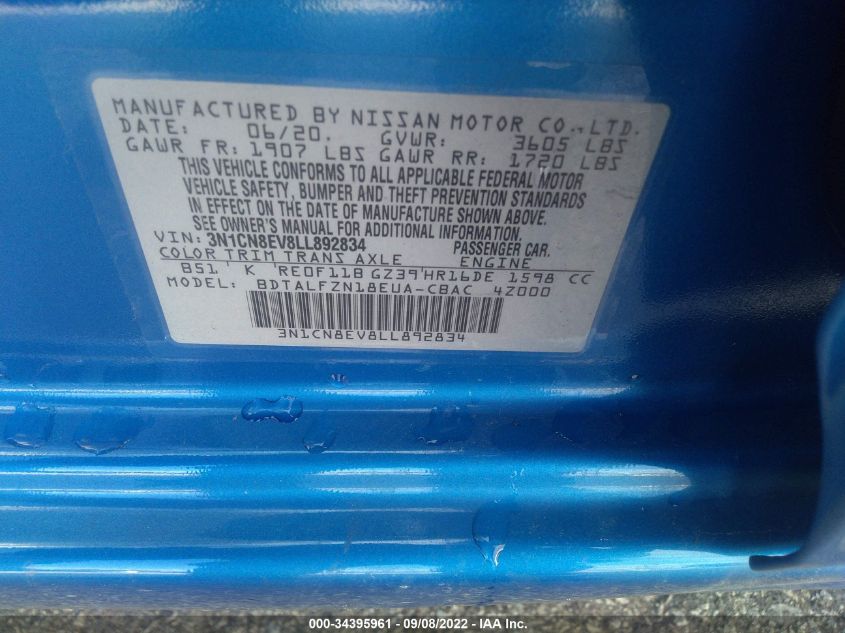 MANUFACTURED BY NISSAN MOTOR CO.,LTD.
DATE: 06/20. GVWR: 3605 LBS
GAWR FR: 1907 LBS GAWR RR: 1720 LBS
THIS VEHICLE CONFORMS TO ALL APPLICABLE FEDERAL MOTOR
VEHICLE SAFETY, BUMPER AND THEFT PREVENTION STANDARDS
IN EFFECT ON THE DATE OF MANUFACTURE SHOWN ABOVE.
SEE OWNER'S MANUAL FOR ADDITIONAL INFORMATION.
VIN: 3N1CN8EV8LL892834 PASSENGER CAR.
COLOR TRIM TRANS AXLE ENGINE
B51 K RE0F11B GZ39 HR16DE 1598 CC
MODEL: BDTALFZN18EUA-CBAC 4Z000
3N1CN8EV8LL892834
000-34395961 - 09/08/2022 - IAA Inc.